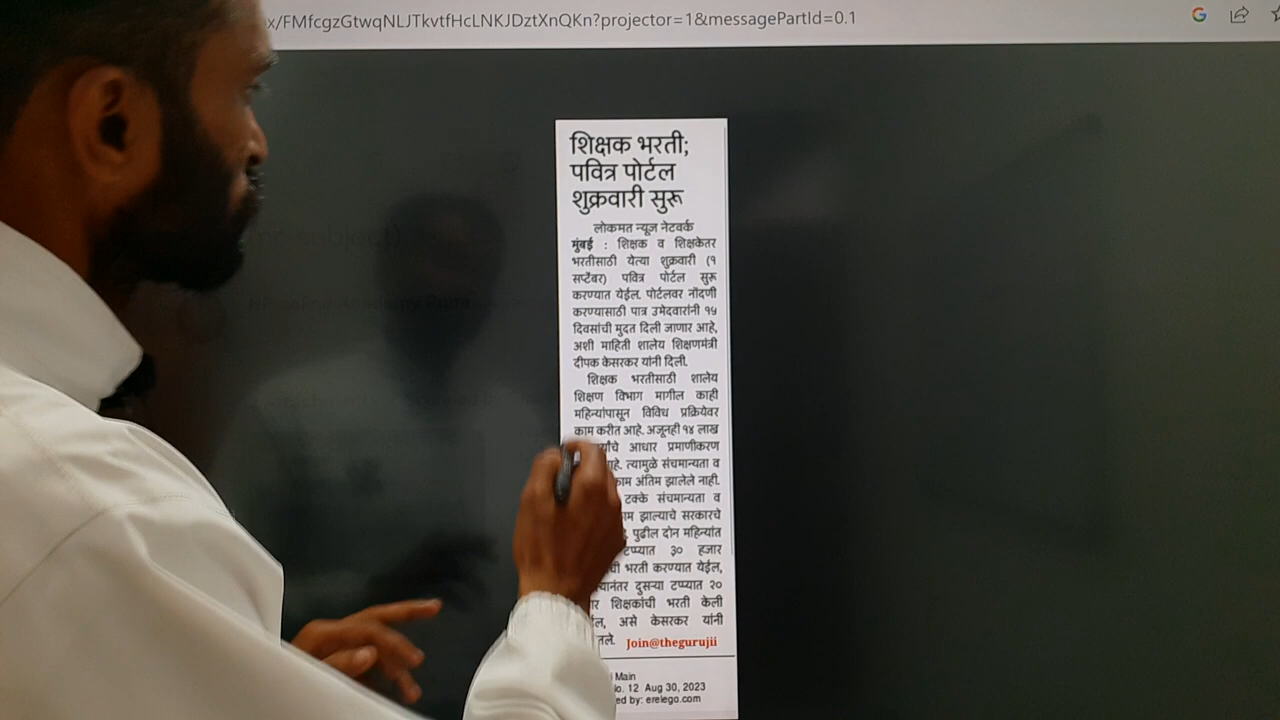 x/FMfcgzGtwqNLJTkvtfHcLNKJDztXnQKn?projector=1&messagePartId=0.1
शिक्षक भरती;
पवित्र पोर्टल
शुक्रवारी सुरू
लोकमत न्यूज नेटवर्क
मुंबई : शिक्षक व शिक्षकेतर
भरतीसाठी येत्या शुक्रवारी (१
सप्टेंबर) पवित्र पोर्टल सुरू
करण्यात येईल. पोर्टलवर नोंदणी
करण्यासाठी पात्र उमेदवारांनी १५
दिवसांची मुदत दिली जाणार आहे,
अशी माहिती शालेय शिक्षणमंत्री
दीपक केसरकर यांनी दिली.
शिक्षक भरतीसाठी शालेय
शिक्षण विभाग मागील काही
महिन्यांपासून विविध प्रक्रियेवर
काम करीत आहे. अजूनही १४ लाख
आधार प्रमाणीकरण
त्यामुळे संचमान्यता व
अंतिम झालेले नाही.
टक्के संचमान्यता व
झाल्याचे सरकारचे
पुढील दोन महिन्यांत
टप्प्यात ३० हजार
भरती करण्यात येईल,
दुसऱ्या टप्प्यात २०
शिक्षकांची भरती केली
असे केसरकर यांनी
Join@thegurujii
Main
12 Aug 30, 2023
by: erelego.com